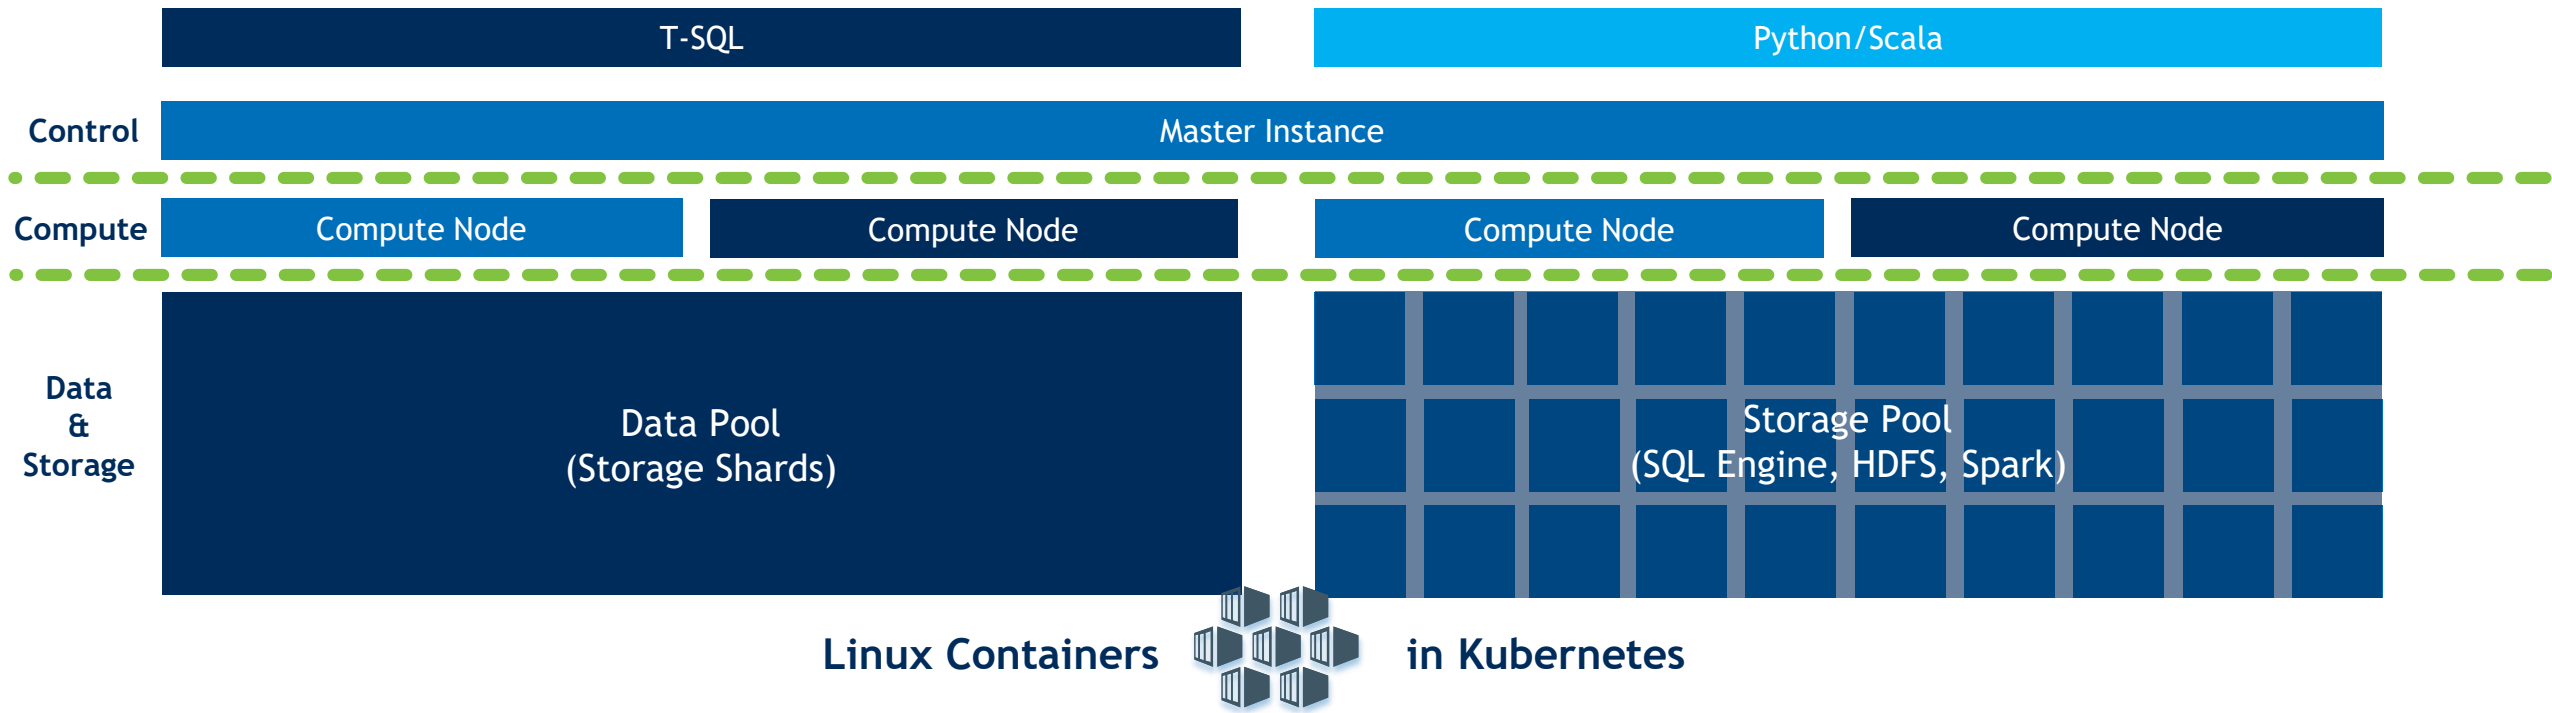 T-SQL
Python/Scala
Control
Master Instance
Compute
Compute Node
Compute Node
Compute Node
Compute Node
Data
&
Storage
Data Pool
(Storage Shards)
Storage Pool
(SQL Engine, HDFS, Spark)
Linux Containers
in Kubernetes